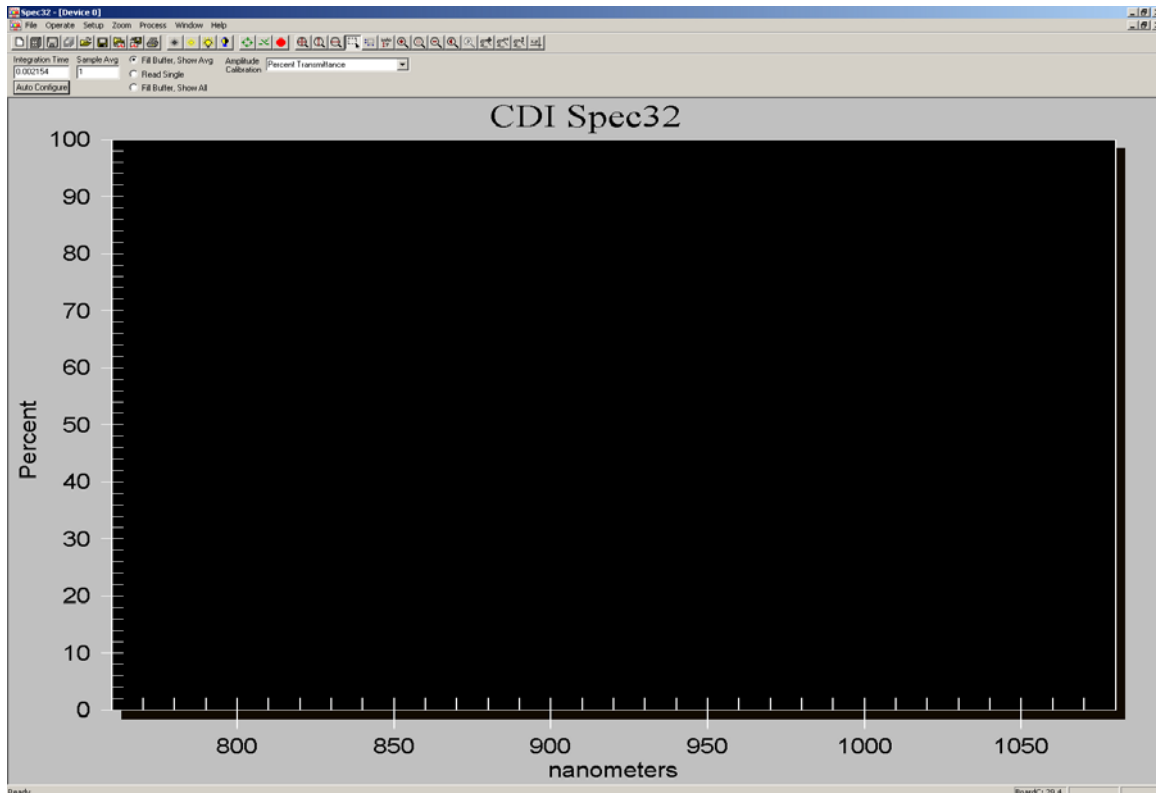 Spec32 - [Device 0]
File Operate Setup Zoom Process Window Help
Integration Time Sample Avg Fill Buffer, Show Avg Amplitude Calibration Percent Transmittance
0.002154 1 Read Single
Auto Configure Fill Buffer, Show All
CDI Spec32
100
90
80
70
60
50
40
30
20
10
0
Percent
800 850 900 950 1000 1050
nanometers
Ready